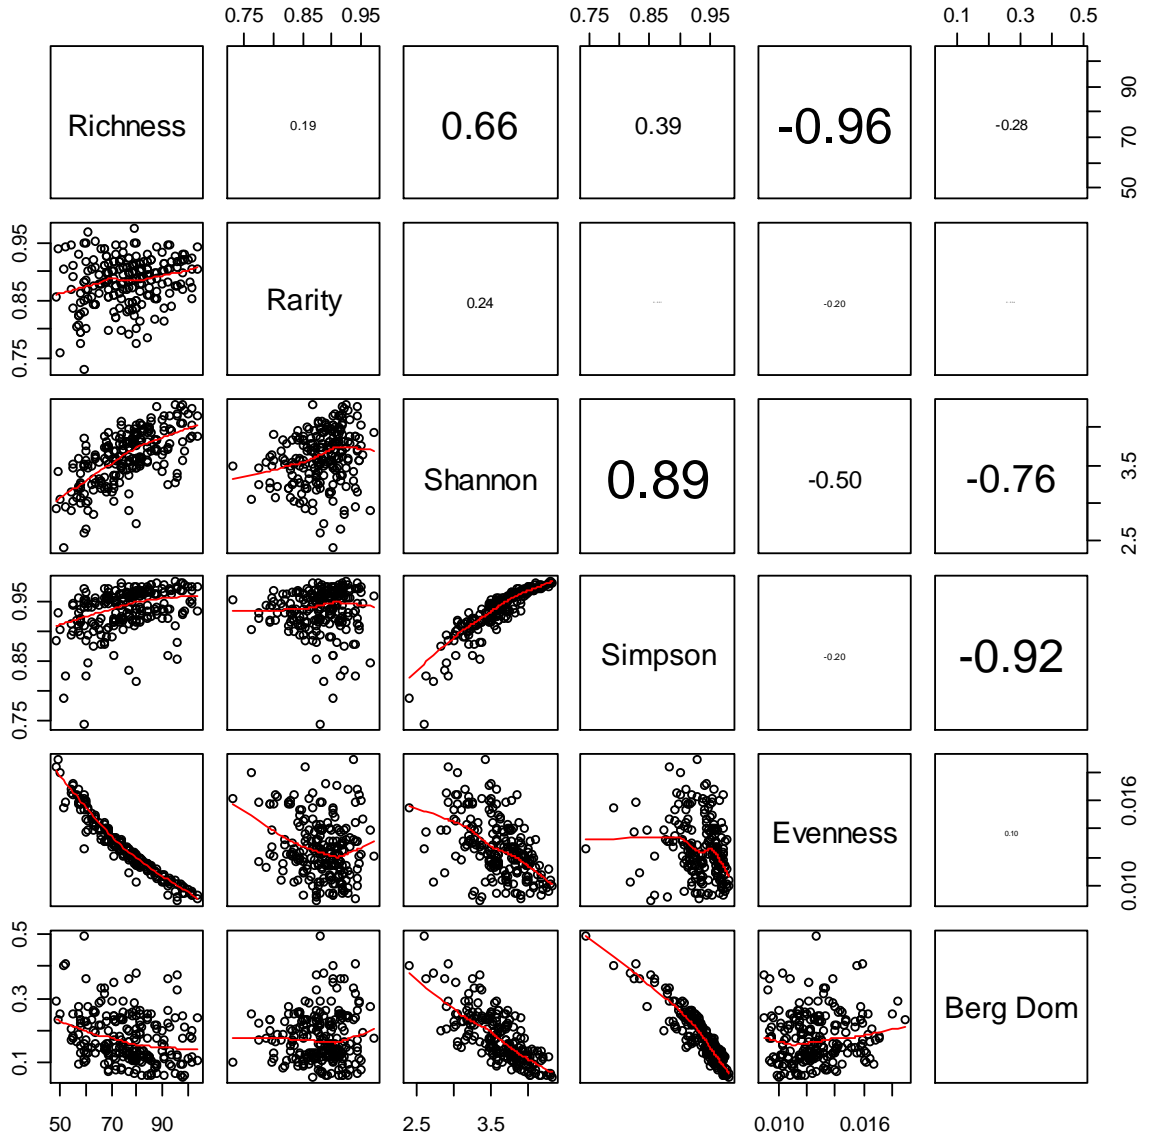 0.75 0.85 0.95 0.75 0.85 0.95 0.1 0.3 0.5
Richness 0.19 0.66 0.39 -0.96 -0.28 50 70 90
0.75 0.85 0.95 Rarity 0.24 -0.20
Shannon 0.89 -0.50 -0.76 2.5 3.5
0.75 0.85 0.95 Simpson -0.20 -0.92
Evenness 0.10 0.010 0.016
0.1 0.3 0.5 Berg Dom
50 70 90 2.5 3.5 0.010 0.016